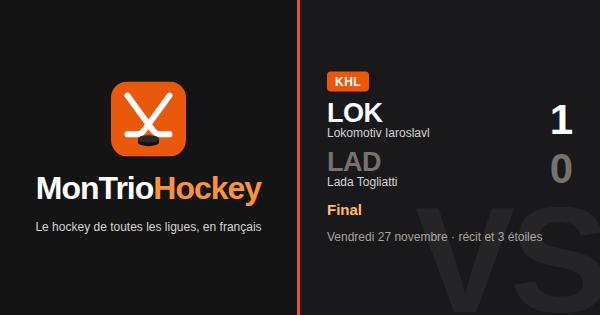 MonTrioHockey
Le hockey de toutes les ligues, en français
KHL
LOK 1
Lokomotiv Iaroslavl
LAD 0
Lada Togliatti
Final
Vendredi 27 novembre · récit et 3 étoiles
VS